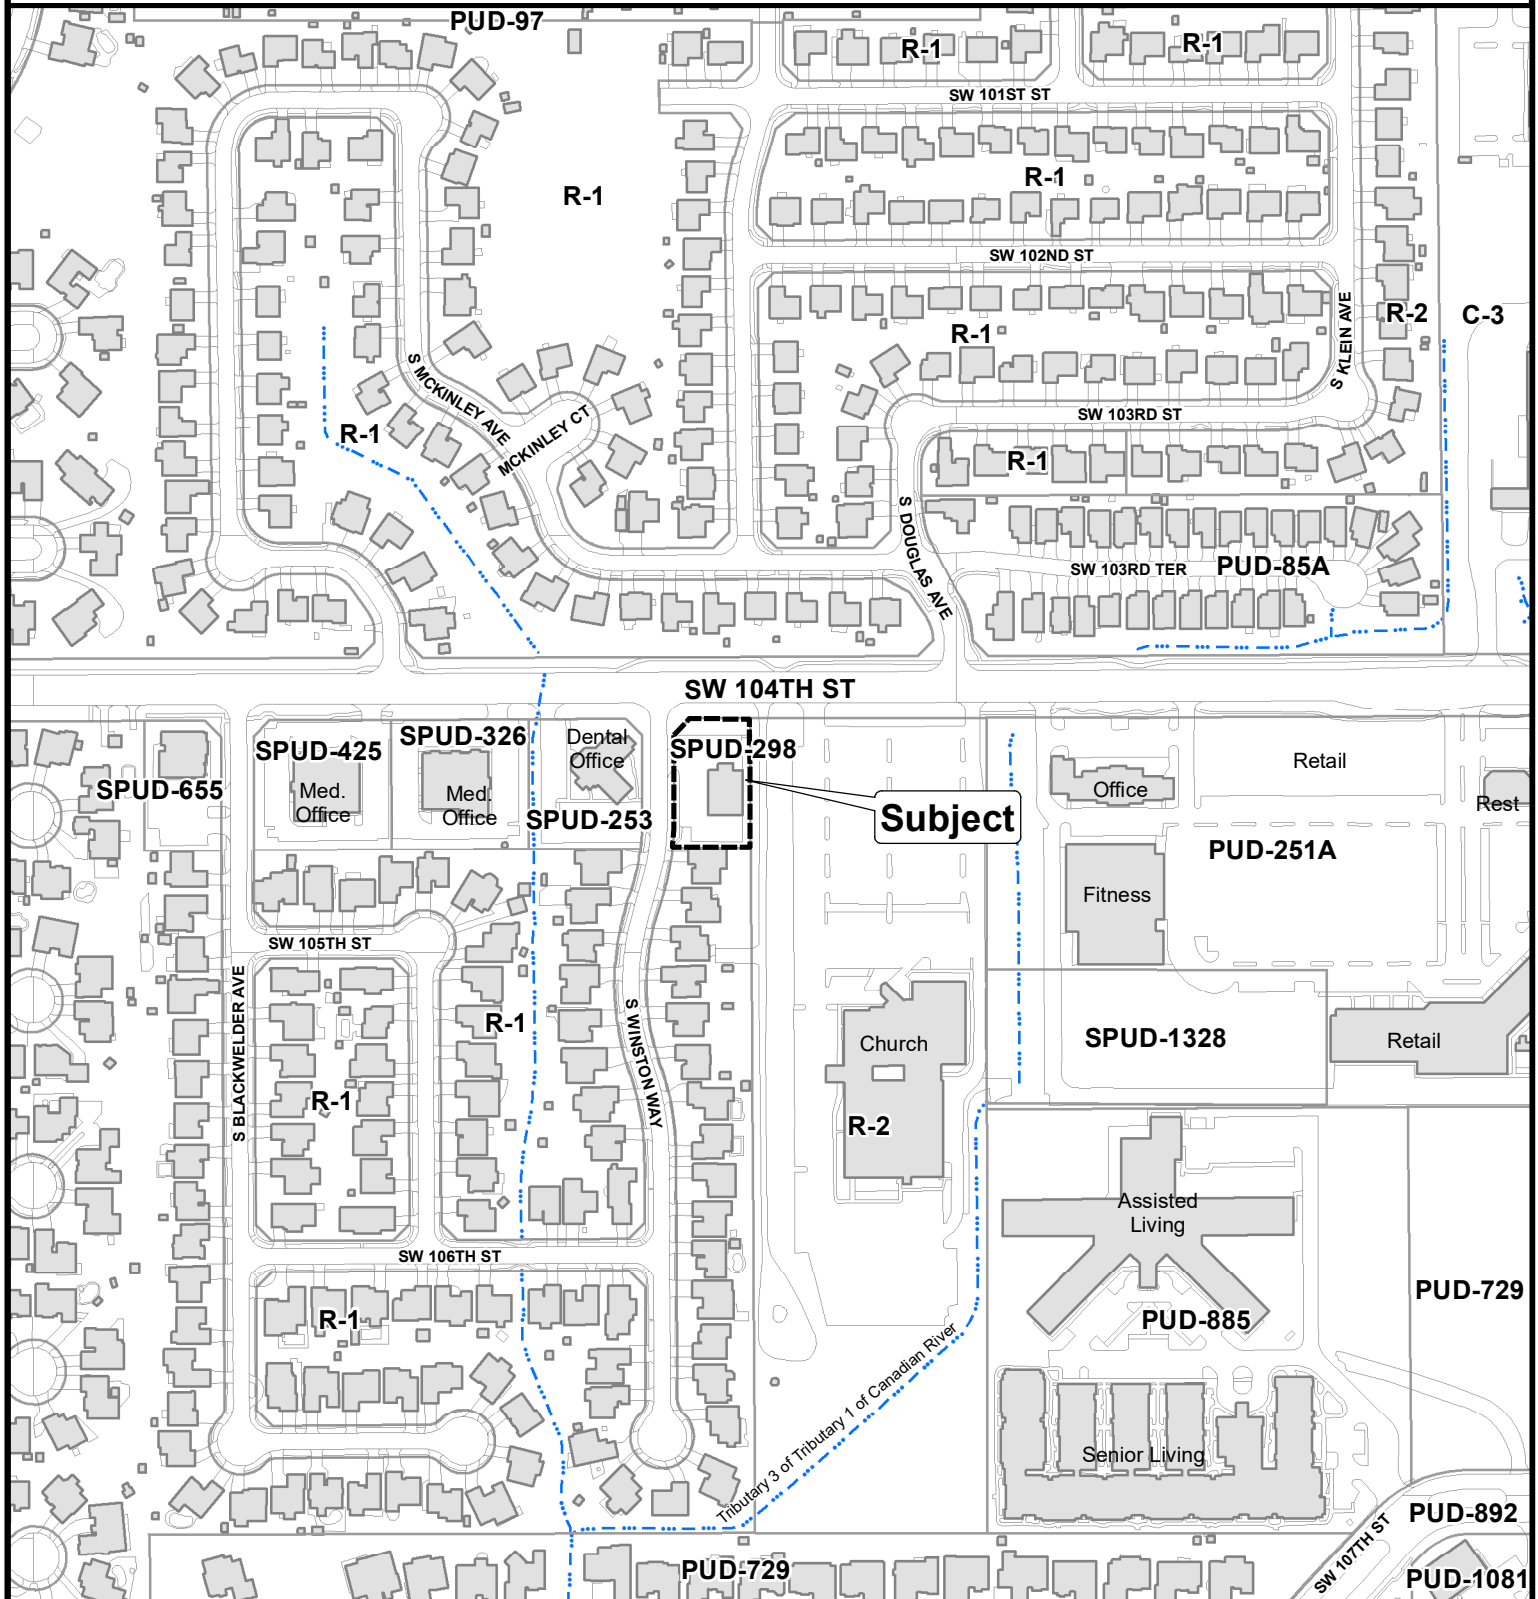 PUD-97
R-1
R-1
SW 101ST ST
R-1
R-1
SW 102ND ST
S KLEIN AVE
R-2
C-3
R-1
S MCKINLEY AVE
MCKINLEY CT
SW 103RD ST
R-1
R-1
S DOUGLAS AVE
SW 103RD TER
PUD-85A
SW 104TH ST
SPUD-655
SPUD-425
Med.
Office
SPUD-326
Med.
Office
Dental
Office
SPUD-253
SPUD-298
Subject
Office
Retail
Rest
PUD-251A
Fitness
SW 105TH ST
S BLACKWELDER AVE
R-1
S WINSTON WAY
R-1
Church
R-2
SPUD-1328
Retail
Assisted
Living
SW 106TH ST
R-1
PUD-729
PUD-885
Tributary 3 of Tributary 1 of Canadian River
Senior Living
PUD-892
SW 107TH ST
PUD-729
PUD-1081